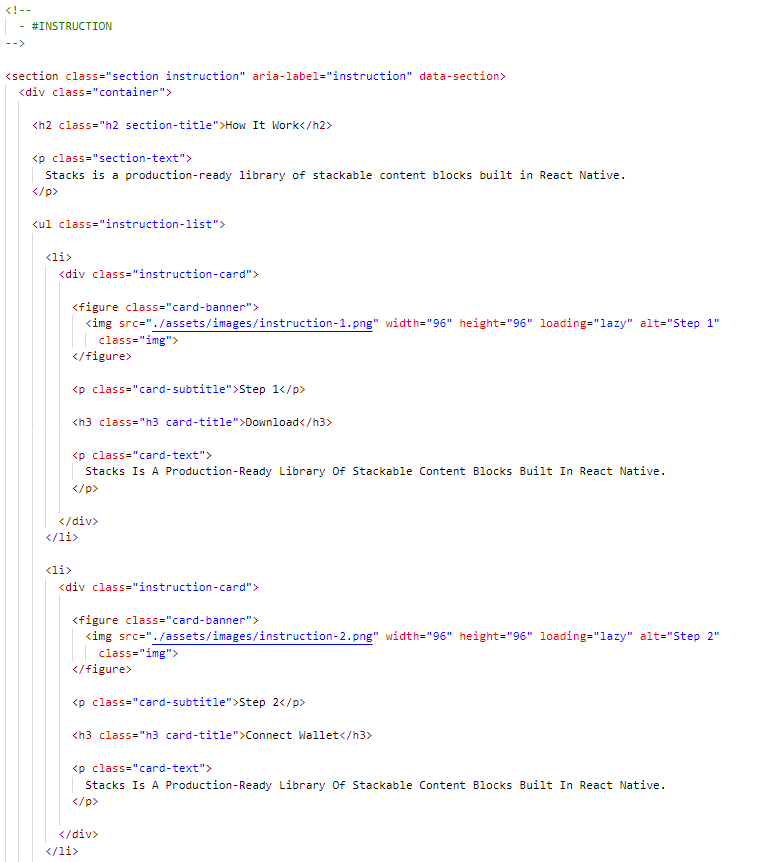 <!--
- #INSTRUCTION
-->
<section class="section instruction" aria-label="instruction" data-section>
<div class="container">
<h2 class="h2 section-title">How It Work</h2>
<p class="section-text">
Stacks is a production-ready library of stackable content blocks built in React Native.
</p>
<ul class="instruction-list">
<li>
<div class="instruction-card">
<figure class="card-banner">
<img src="./assets/images/instruction-1.png" width="96" height="96" loading="lazy" alt="Step 1"
class="img">
</figure>
<p class="card-subtitle">Step 1</p>
<h3 class="h3 card-title">Download</h3>
<p class="card-text">
Stacks Is A Production-Ready Library Of Stackable Content Blocks Built In React Native.
</p>
</div>
</li>
<li>
<div class="instruction-card">
<figure class="card-banner">
<img src="./assets/images/instruction-2.png" width="96" height="96" loading="lazy" alt="Step 2"
class="img">
</figure>
<p class="card-subtitle">Step 2</p>
<h3 class="h3 card-title">Connect Wallet</h3>
<p class="card-text">
Stacks Is A Production-Ready Library Of Stackable Content Blocks Built In React Native.
</p>
</div>
</li>